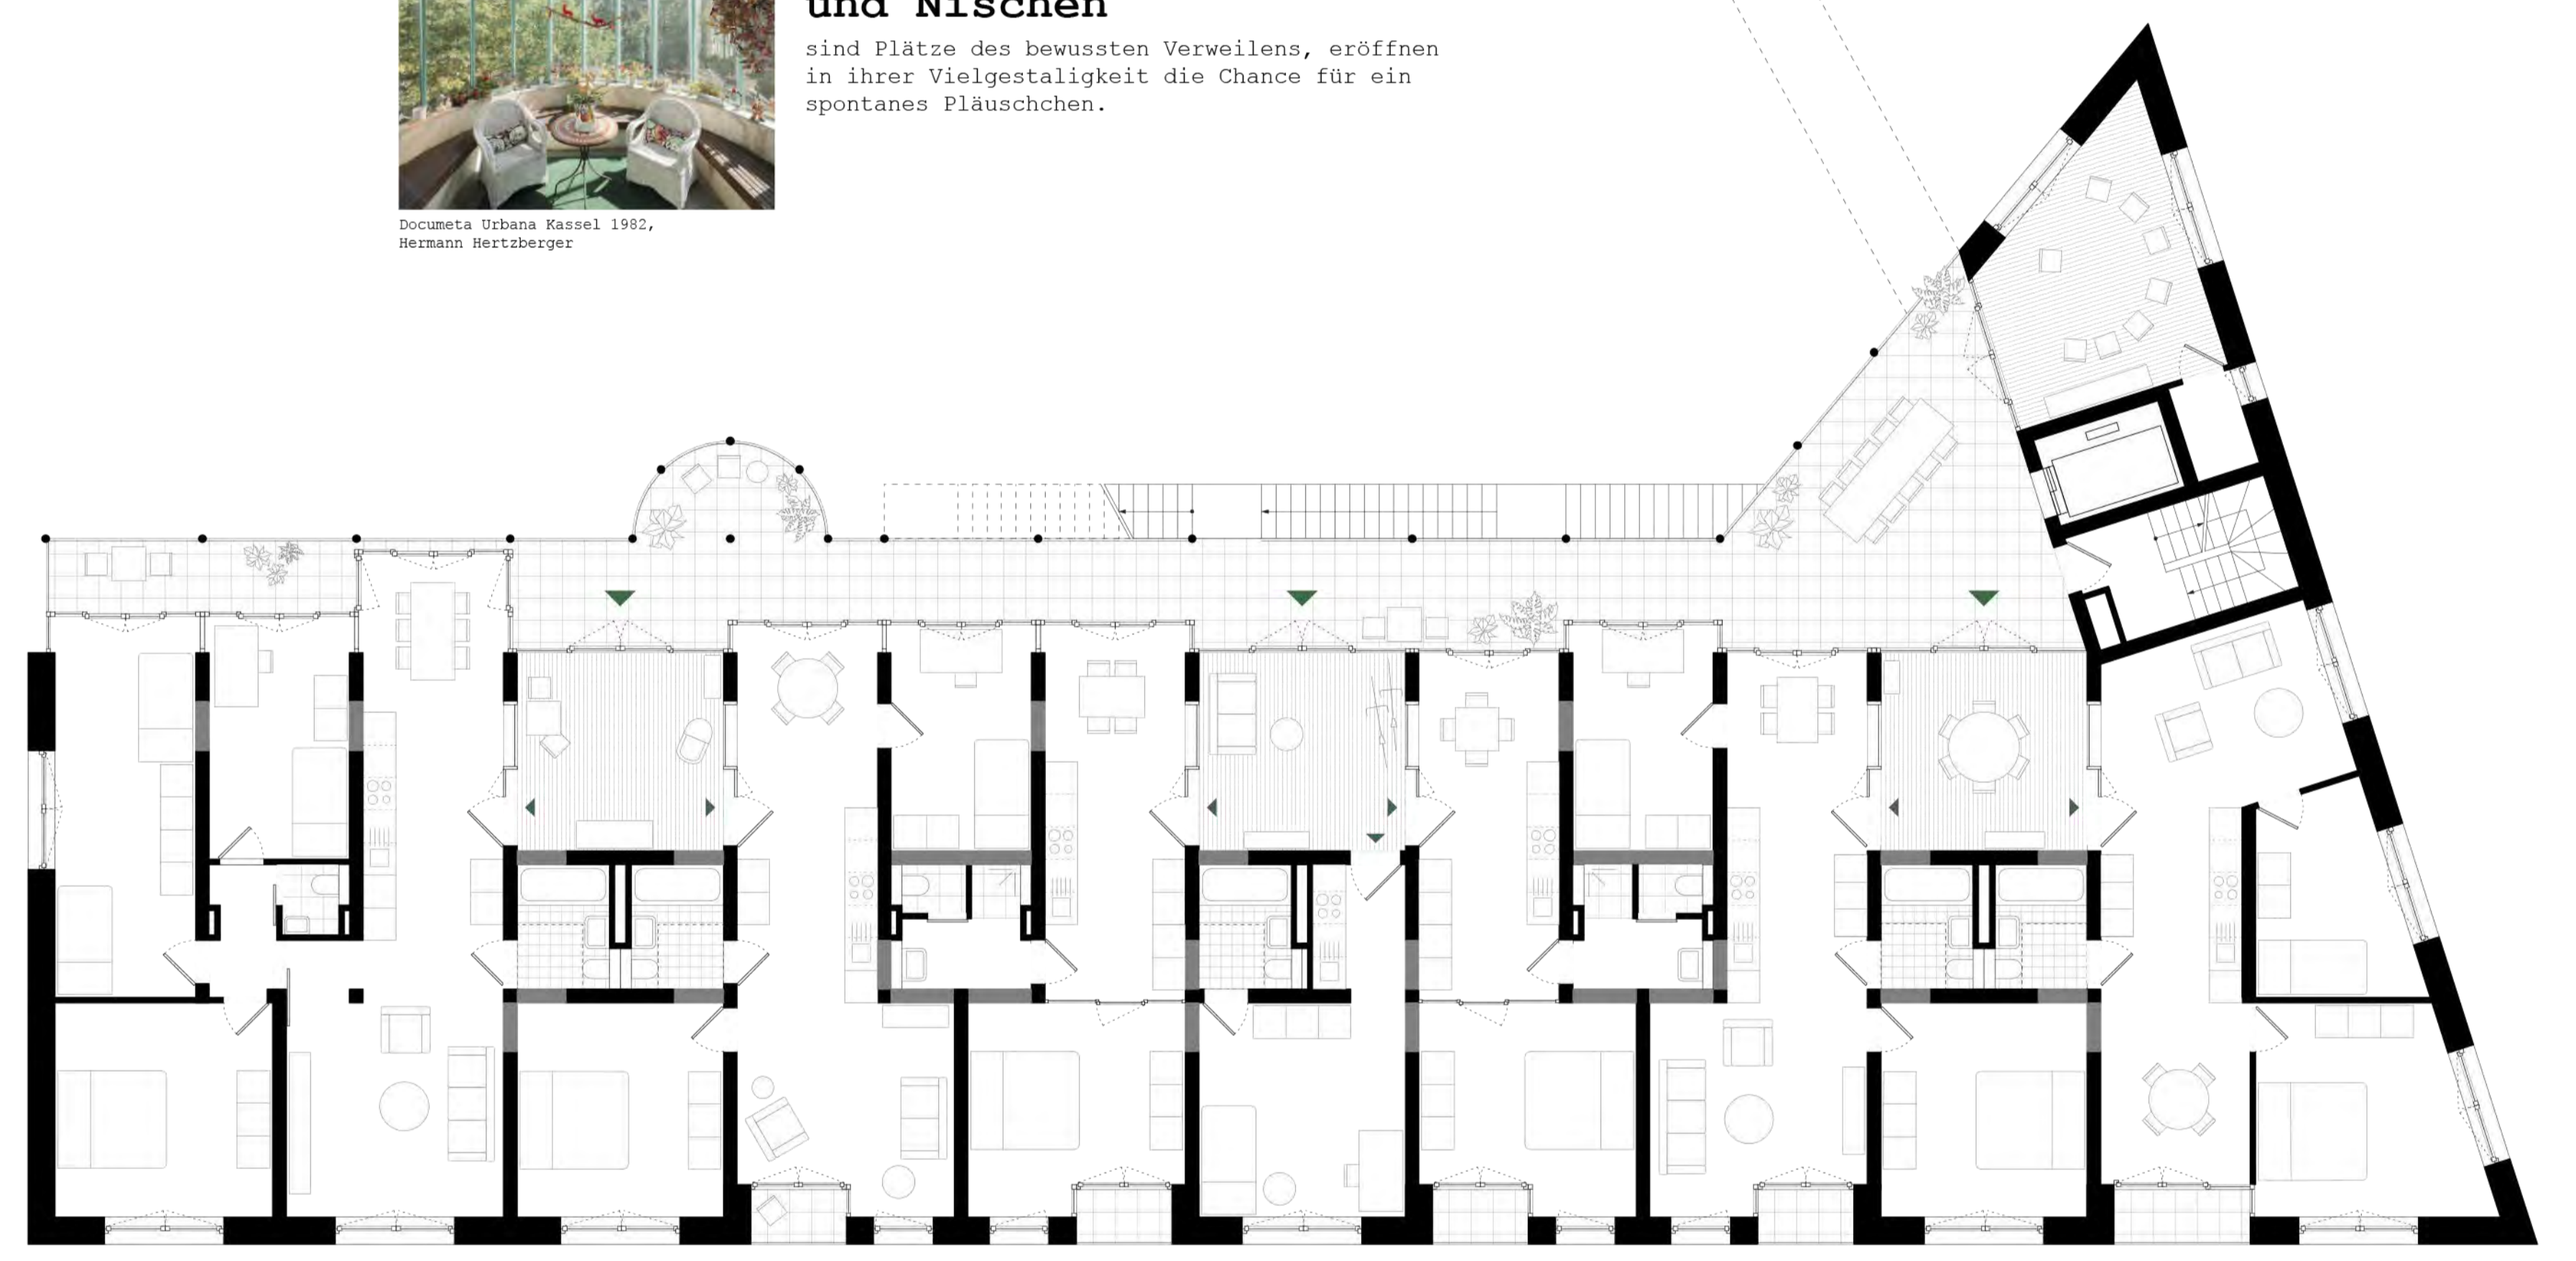 und Nischen
sind Plätze des bewussten Verweilens, eröffnen
in ihrer Vielgestaligkeit die Chance für ein
spontanes Pläuschchen.
Documeta Urbana Kassel 1982,
Hermann Hertzberger